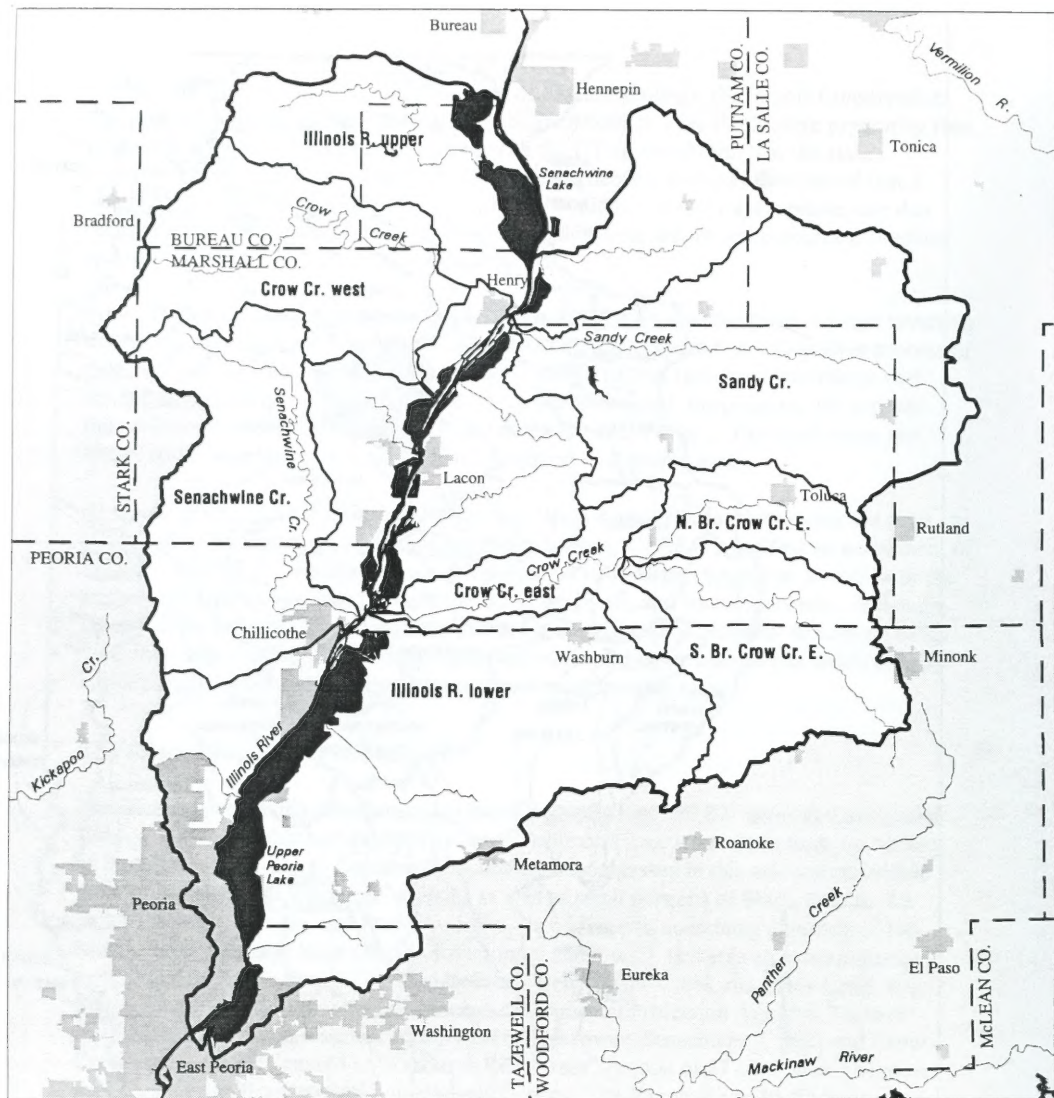 Bureau
Hennepin
Vermilion
R.
PUTNAM CO.
LA SALLE CO.
Tonica
Illinois R. upper
Senachwine
Lake
Bradford
Crow
Creek
BUREAU CO.
MARSHALL CO.
Henry
Crow Cr. west
Sandy Creek
Sandy Cr.
Senachwine
Cr.
STARK CO.
Lacon
Senachwine Cr.
Toluca
N. Br. Crow Cr. E.
Rutland
PEORIA CO.
Crow Creek
Crow Cr. east
Chillicothe
Washburn
S. Br. Crow Cr. E.
Minonk
Illinois R. lower
Kickapoo
Cr.
Illinois River
Upper
Peoria
Lake
Metamora
Roanoke
Peoria
Panther
Creek
Eureka
El Paso
TAZEWELL CO.
WOODFORD CO.
McLEAN CO.
Washington
East Peoria
Mackinaw River